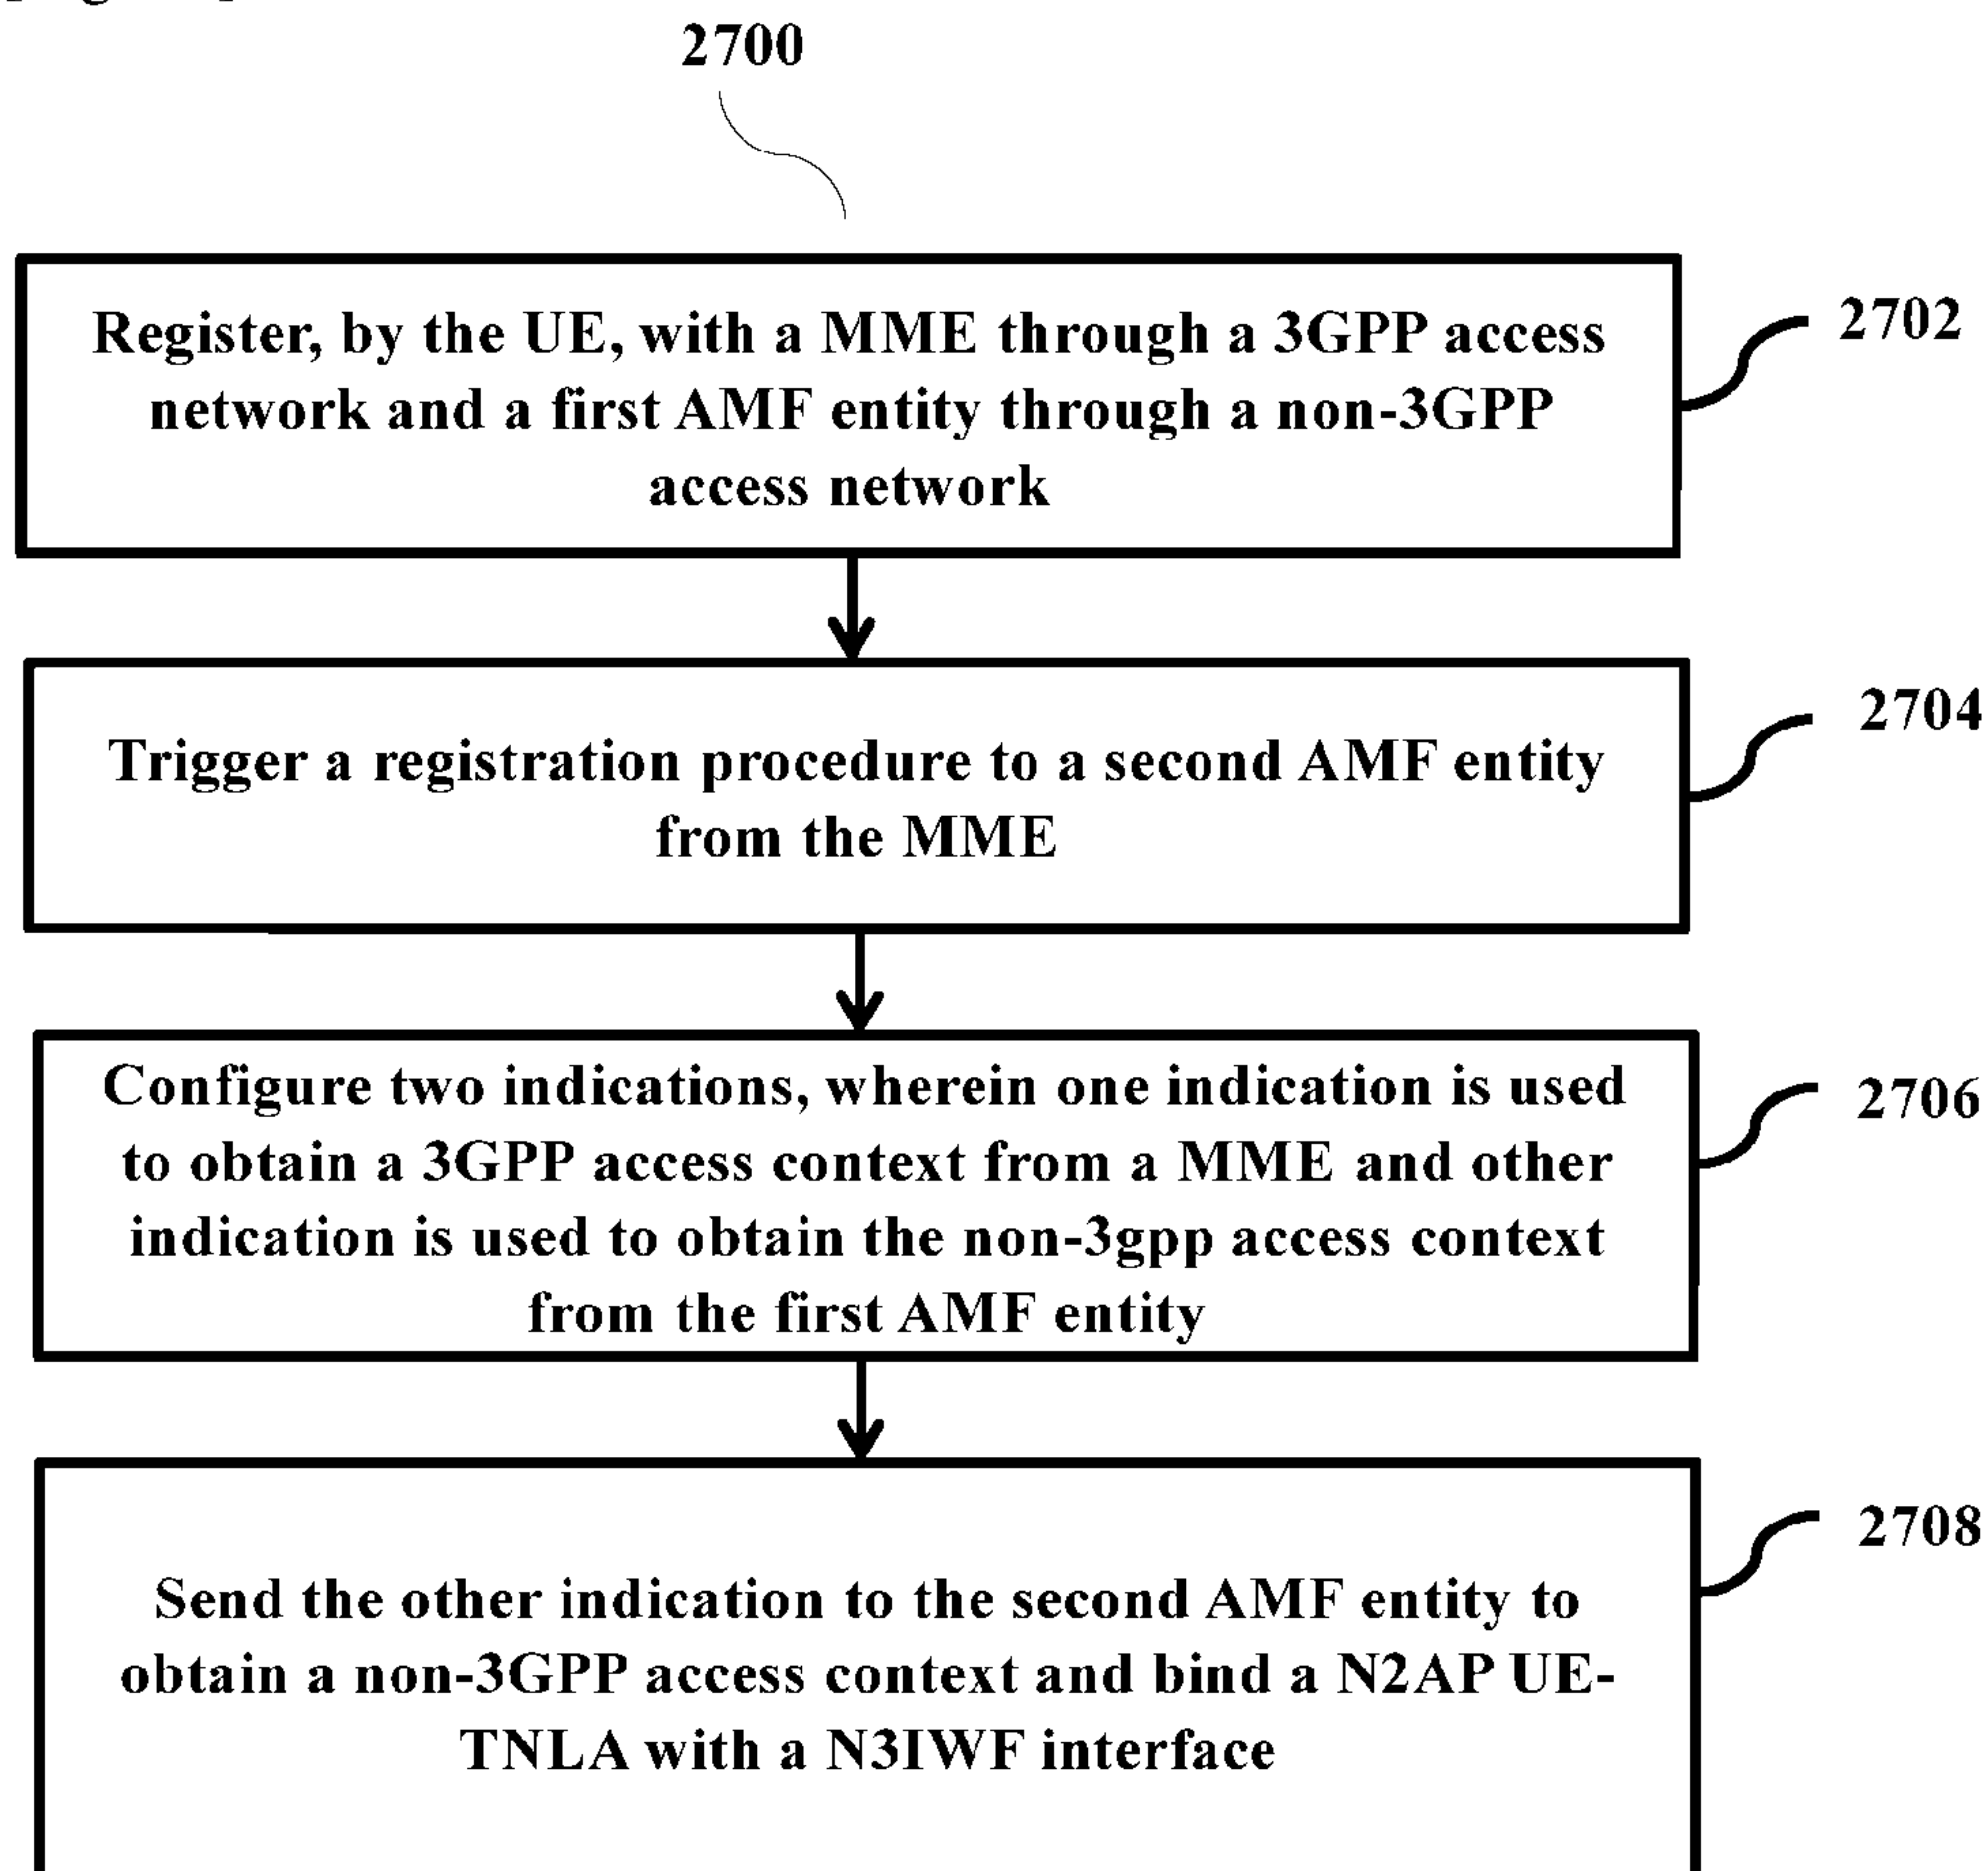 2700
Register, by the UE, with a MME through a 3GPP access
2702
network and a first AMF entity through a non-3GPP
access network
2704
Trigger a registration procedure to a second AMF entity
from the MME
Configure two indications, wherein one indication is used
2706
to obtain a 3GPP access context from a MME and other
indication is used to obtain the non-3gpp access context
from the first AMF entity
2708
Send the other indication to the second AMF entity to
obtain a non-3GPP access context and bind a N2AP UE-
TNLA with a N3IWF interface